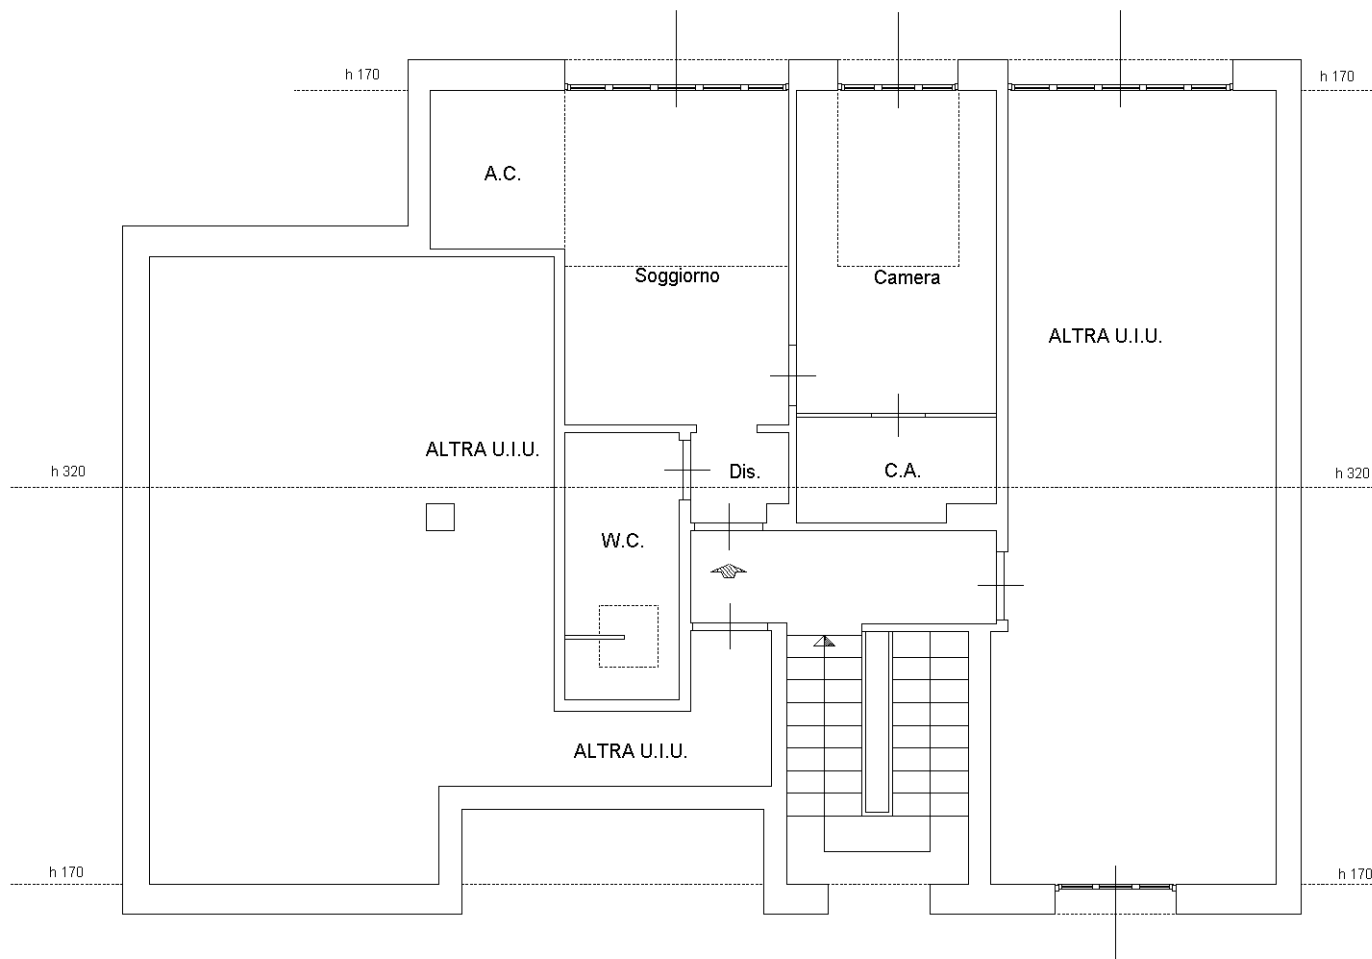 h 170
h 170
A.C.
Soggiorno
Camera
ALTRA U.I.U.
ALTRA U.I.U.
h 320
Dis.
C.A.
h 320
W.C.
ALTRA U.I.U.
h 170
h 170